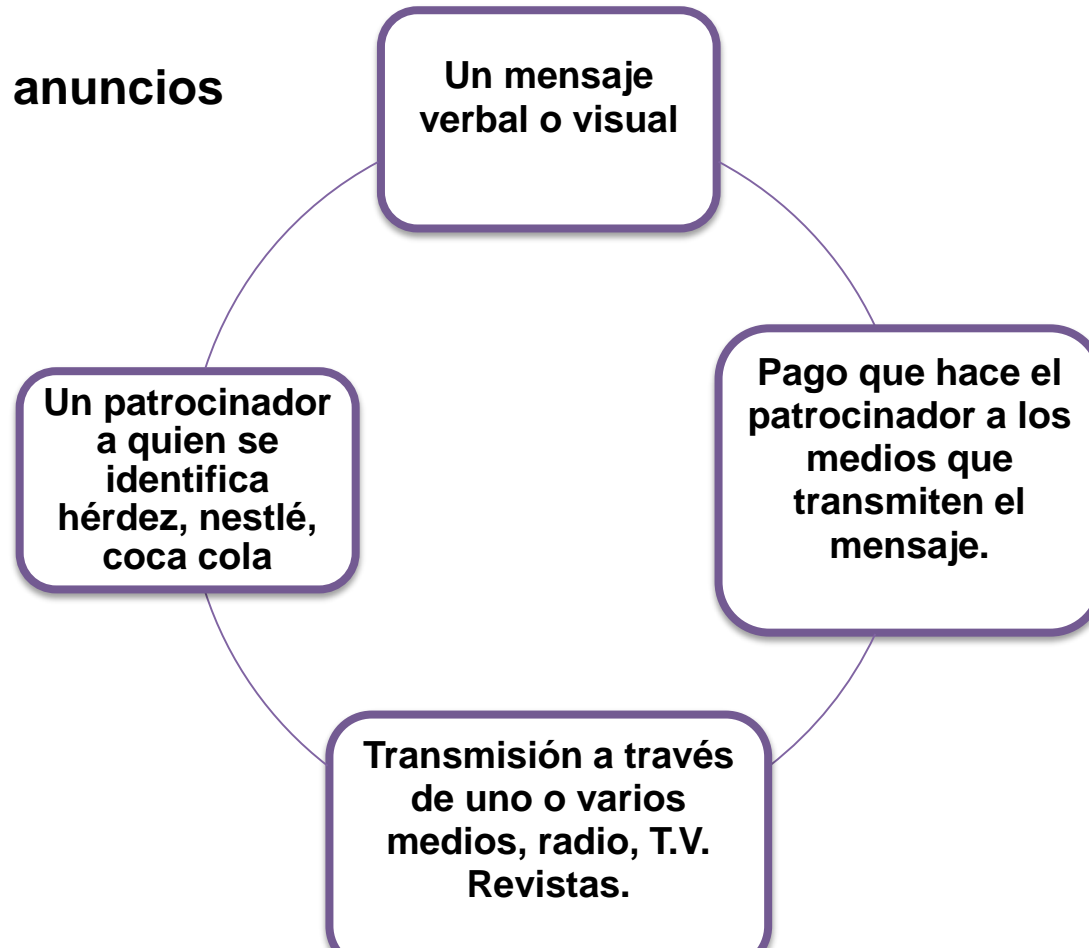 anuncios
Un mensaje
verbal o visual
Pago que hace el
patrocinador a los
medios que
transmiten el
mensaje.
Transmisión a través
de uno o varios
medios, radio, T.V.
Revistas.
Un patrocinador
a quien se
identifica
hérdez, nestlé,
coca cola